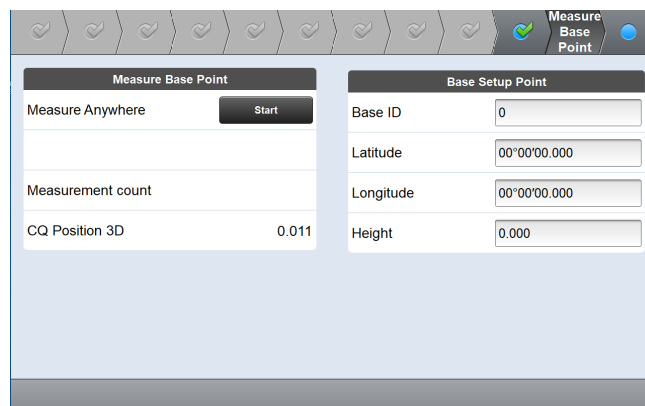 Measure
Base
Point
Measure Base Point
Measure Anywhere
Start
Measurement count
CQ Position 3D
0.011
Base Setup Point
Base ID
0
Latitude
00°00'00.000
Longitude
00°00'00.000
Height
0.000